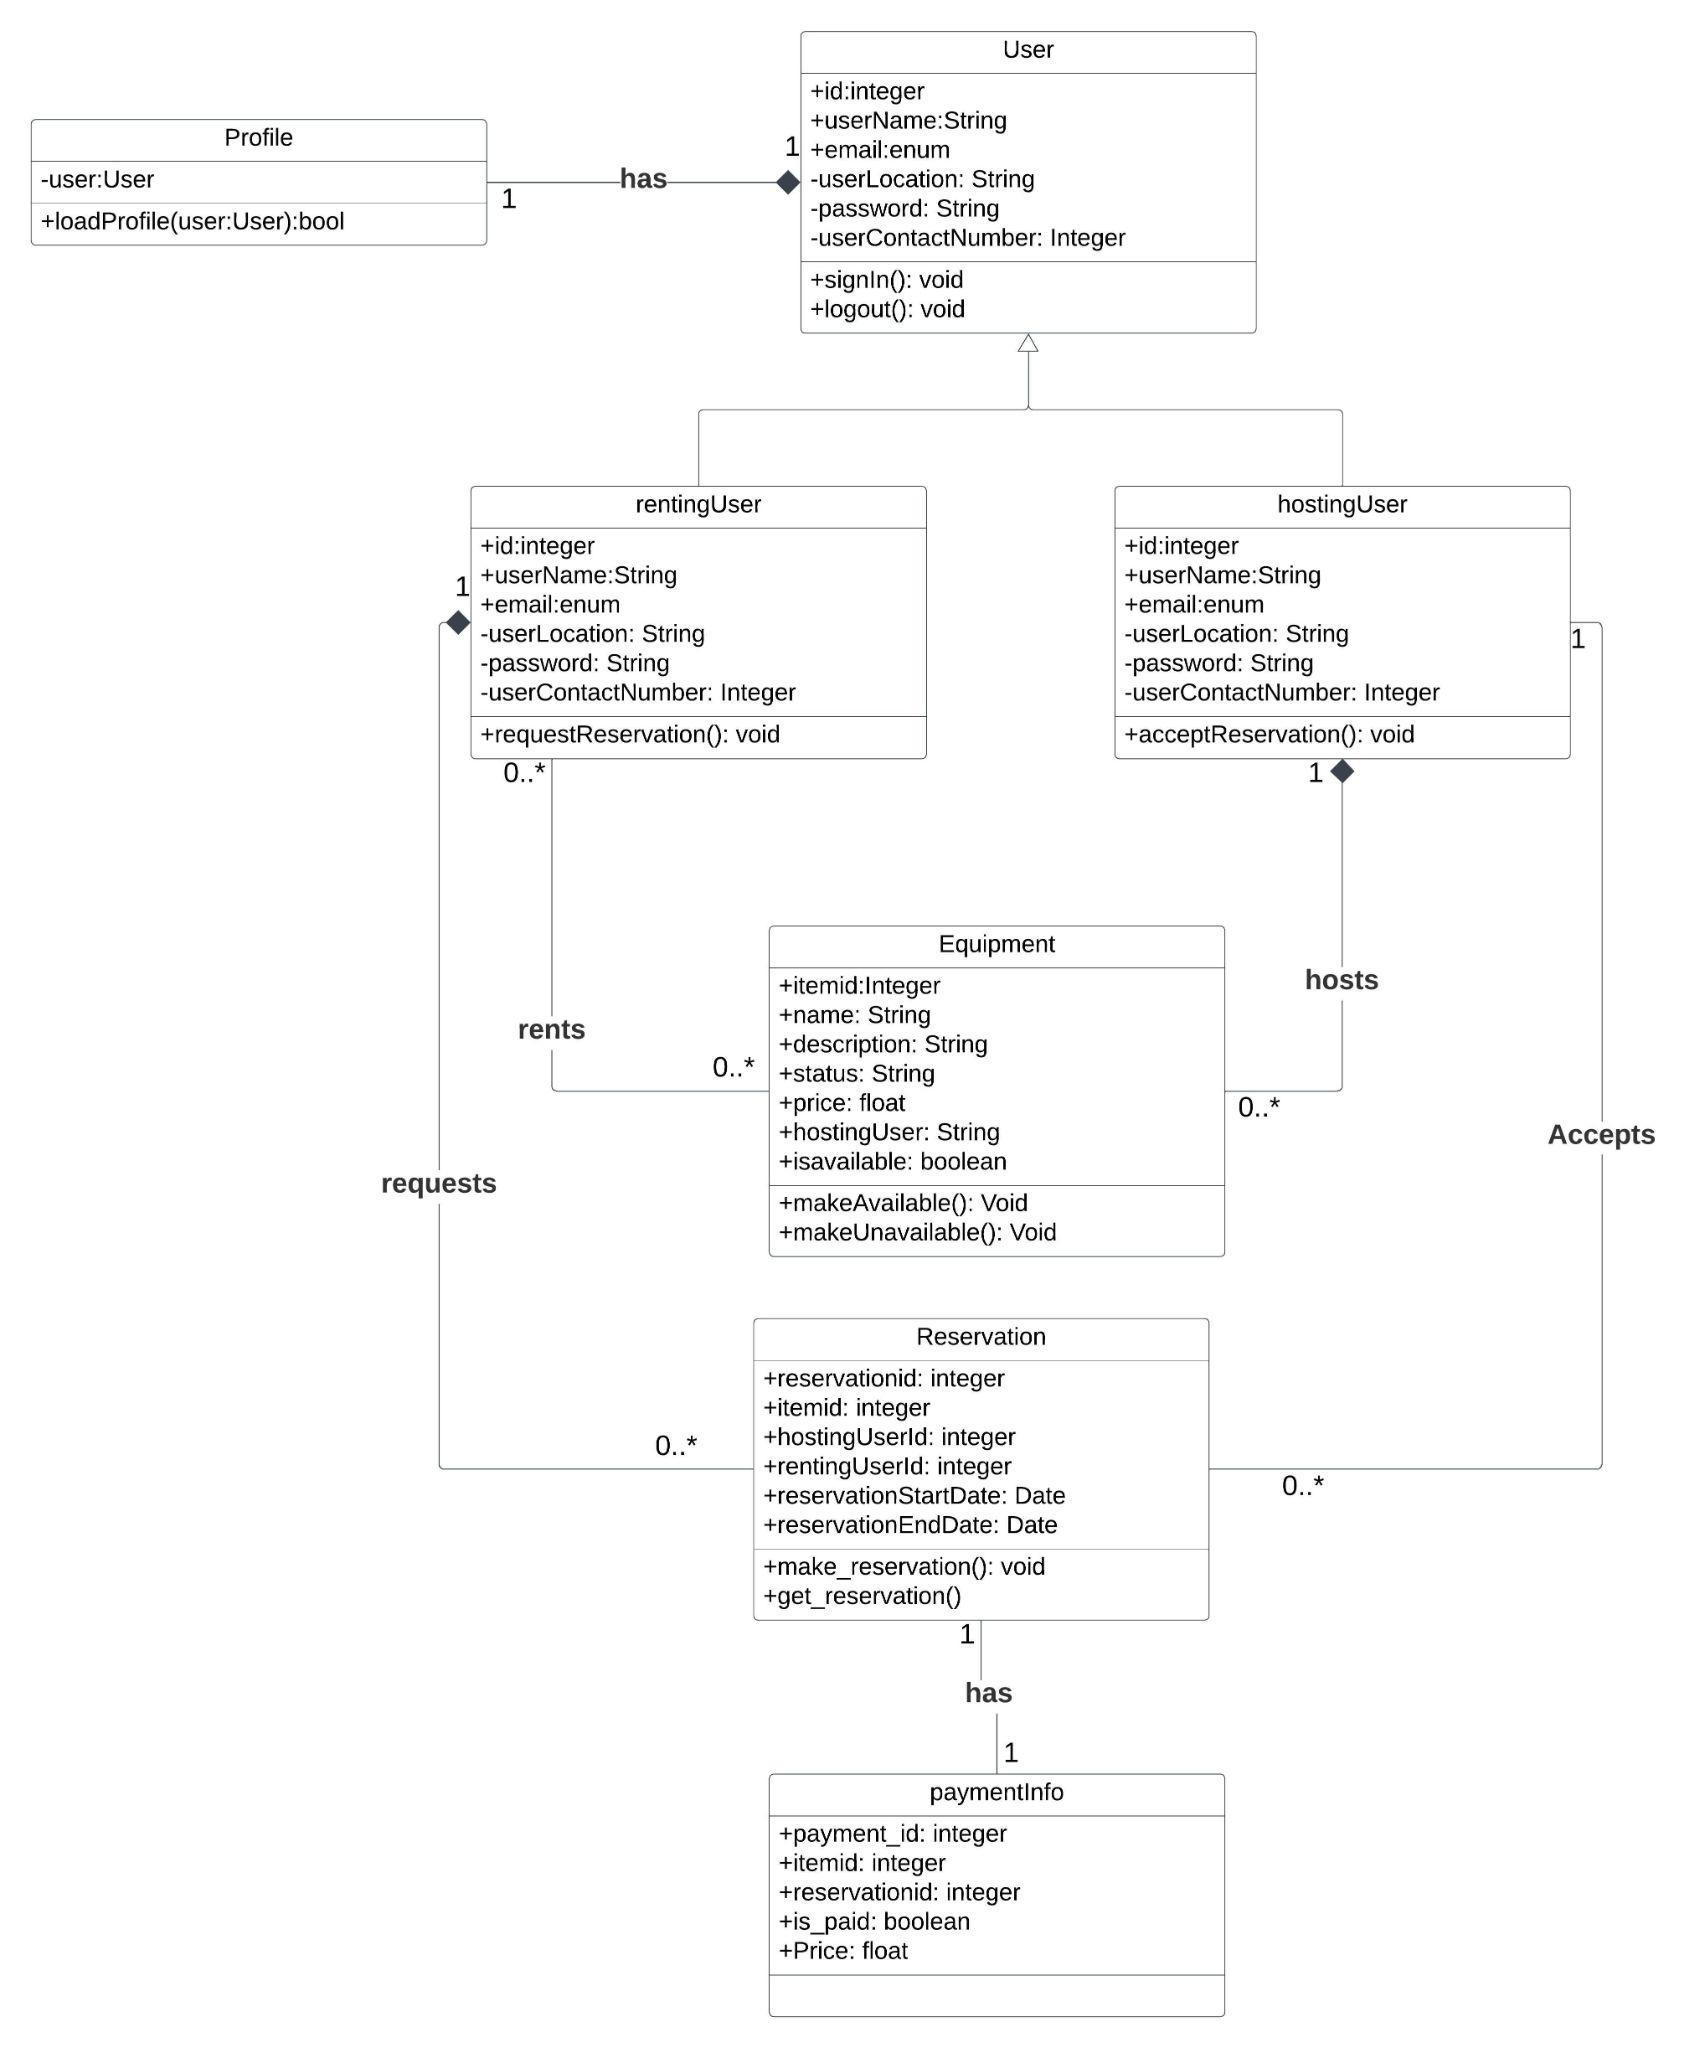 User
+id:integer
+userName:String
+email:enum
-userLocation: String
-password: String
-userContactNumber: Integer
+signIn(): void
+logout(): void
Profile
-user:User
+loadProfile(user:User):bool
1
has
1
rentingUser
+id:integer
+userName:String
+email:enum
-userLocation: String
-password: String
-userContactNumber: Integer
+requestReservation(): void
hostingUser
+id:integer
+userName:String
+email:enum
-userLocation: String
-password: String
-userContactNumber: Integer
+acceptReservation(): void
1
1
0..*
1
Equipment
+itemid:Integer
+name: String
+description: String
+status: String
+price: float
+hostingUser: String
+isavailable: boolean
+makeAvailable(): Void
+makeUnavailable(): Void
hosts
rents
0..*
0..*
Accepts
requests
Reservation
+reservationid: integer
+itemid: integer
+hostingUserId: integer
+rentingUserId: integer
+reservationStartDate: Date
+reservationEndDate: Date
+make_reservation(): void
+get_reservation()
0..*
0..*
1
has
1
paymentInfo
+payment_id: integer
+itemid: integer
+reservationid: integer
+is_paid: boolean
+Price: float